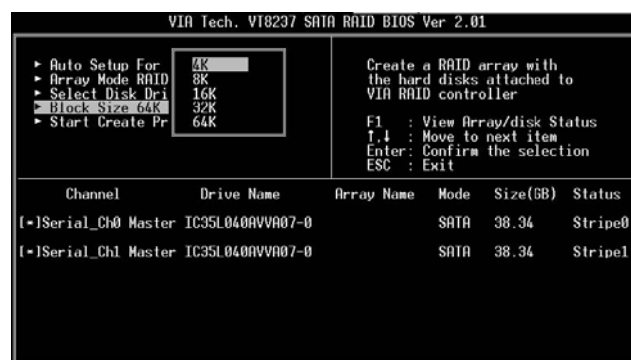 VIA Tech. VT8237 SATA RAID BIOS Ver 2.01
► Auto Setup For
► Array Mode RAID
► Select Disk Dri
► Block Size 64K
► Start Create Pr
4K
8K
16K
32K
64K
Create a RAID array with
the hard disks attached to
VIA RAID controller
F1 : View Array/disk Status
↑,↓ : Move to next item
Enter: Confirm the selection
ESC : Exit
Channel Drive Name Array Name Mode Size(GB) Status
[*]Serial_Ch0 Master IC35L040AVVA07-0 SATA 38.34 Stripe0
[*]Serial_Ch1 Master IC35L040AVVA07-0 SATA 38.34 Stripe1